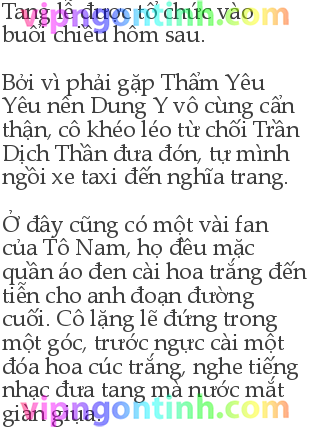 Tang lễ được tổ chức vào
vipngontinh.com
buổi chiều hôm sau.
Bởi vì phải gặp Thẩm Yêu
Yêu nên Dung Y vô cùng cẩn
thận, cô khéo léo từ chối Trần
Dịch Thần đưa đón, tự mình
ngồi xe taxi đến nghĩa trang.
Ở đây cũng có một vài fan
của Tô Nam, họ đều mặc
quần áo đen cài hoa trắng đến
tiễn cho anh đoạn đường
cuối. Cô lặng lẽ đứng trong
một góc, trước ngực cài một
đóa hoa cúc trắng, nghe tiếng
nhạc đưa tang mà nước mắt
giàn giụa.
vipngontinh.com